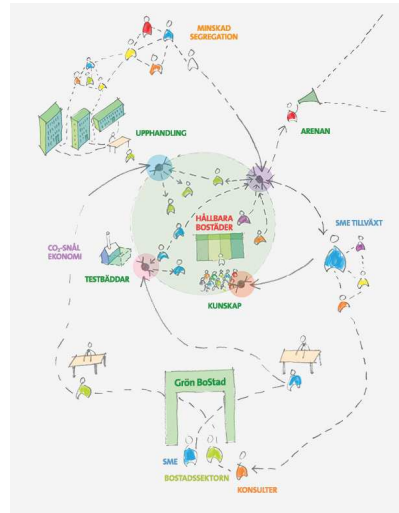 MINSKAD
SEGREGATION
UPPHANDLING
ARENAN
HÅLLBARA
BOSTÄDER
SME TILLVÄXT
CO₂-SNÅL
EKONOMI
TESTBÄDDAR
KUNSKAP
Grön BoStad
SME
BOSTADSSEKTORN
KONSULTER